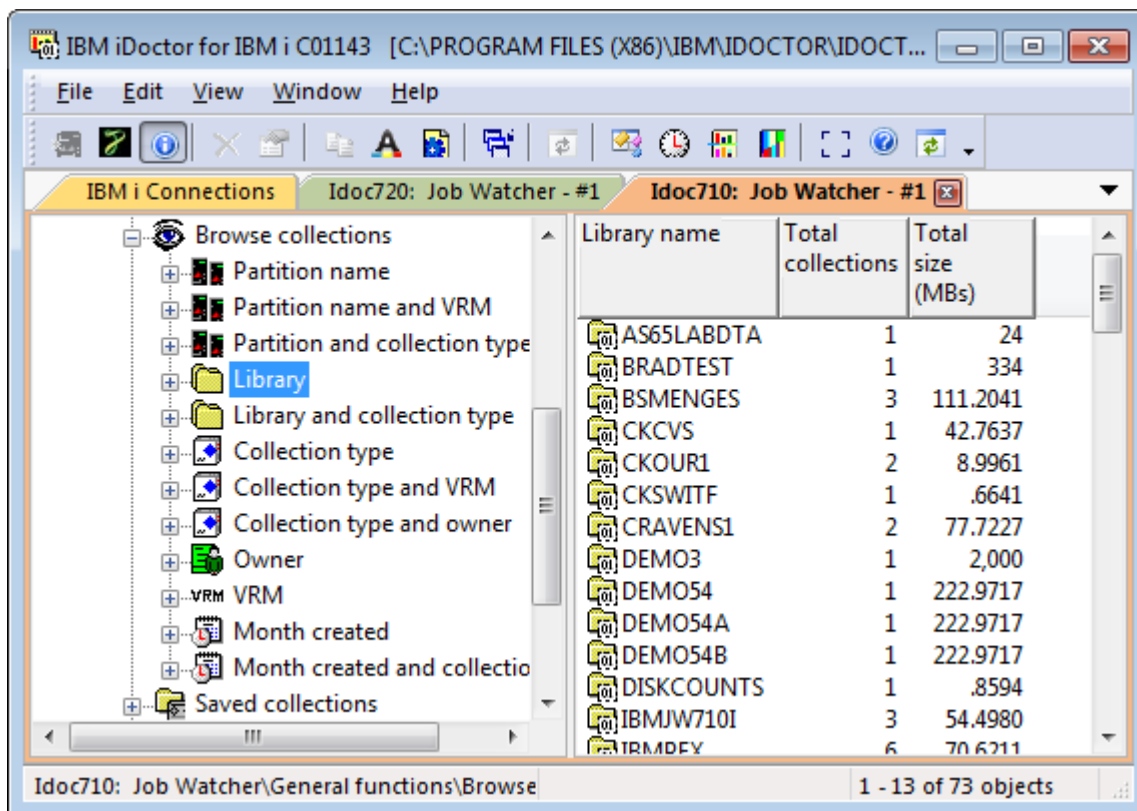 IBM iDoctor for IBM i C01143 [C:\PROGRAM FILES (X86)\IBM\IDOCTOR\IDOCT...
File Edit View Window Help
IBM i Connections
Idoc720: Job Watcher - #1
Idoc710: Job Watcher - #1
Browse collections
Partition name
Partition name and VRM
Partition and collection type
Library
Library and collection type
Collection type
Collection type and VRM
Collection type and owner
Owner
VRM VRM
Month created
Month created and collectio
Saved collections
Library name Total collections Total size (MBs)
AS65LABDTA 1 24
BRADTEST 1 334
BSMENGES 3 111.2041
CKCVS 1 42.7637
CKOUR1 2 8.9961
CKSWITF 1 .6641
CRAVENS1 2 77.7227
DEMO3 1 2,000
DEMO54 1 222.9717
DEMO54A 1 222.9717
DEMO54B 1 222.9717
DISKCOUNTS 1 .8594
IBMJW710I 3 54.4980
IBMPEX 6 70.6211
Idoc710: Job Watcher\General functions\Browse
1 - 13 of 73 objects